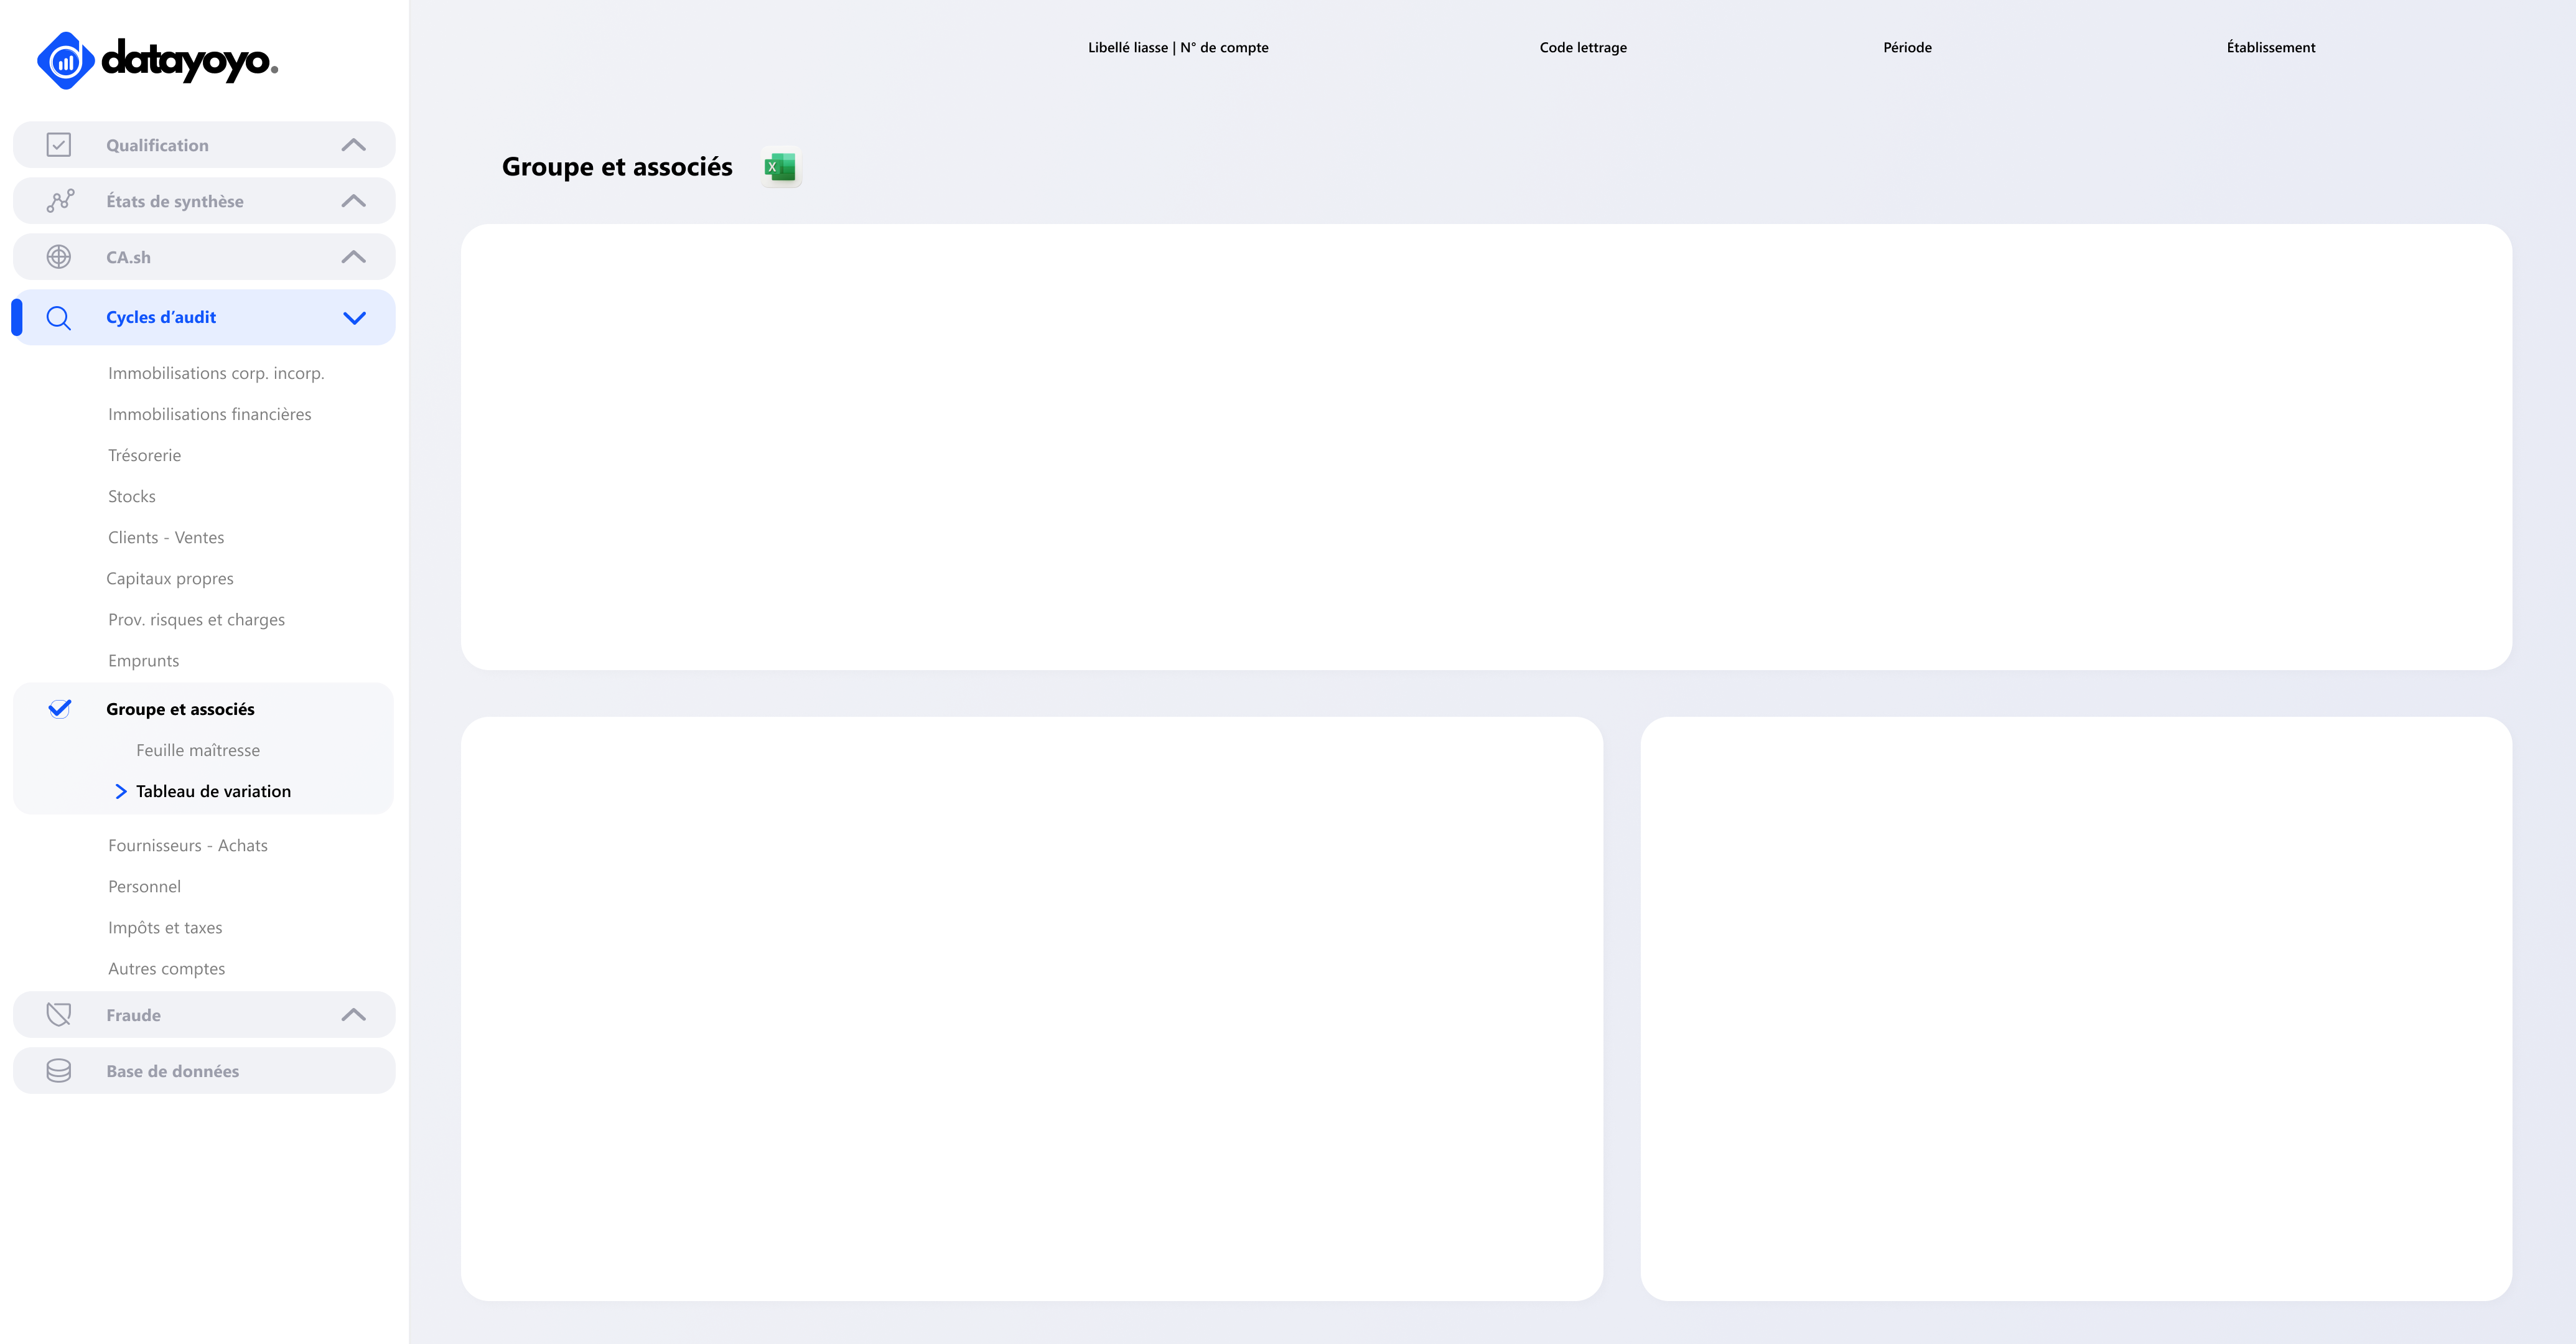 datayoyo.
Qualification
États de synthèse
CA.sh
Cycles d’audit
Immobilisations corp. incorp.
Immobilisations financières
Trésorerie
Stocks
Clients - Ventes
Capitaux propres
Prov. risques et charges
Emprunts
Groupe et associés
Feuille maîtresse
Tableau de variation
Fournisseurs - Achats
Personnel
Impôts et taxes
Autres comptes
Fraude
Base de données
Libellé liasse | N° de compte
Code lettrage
Période
Établissement
Groupe et associés
X